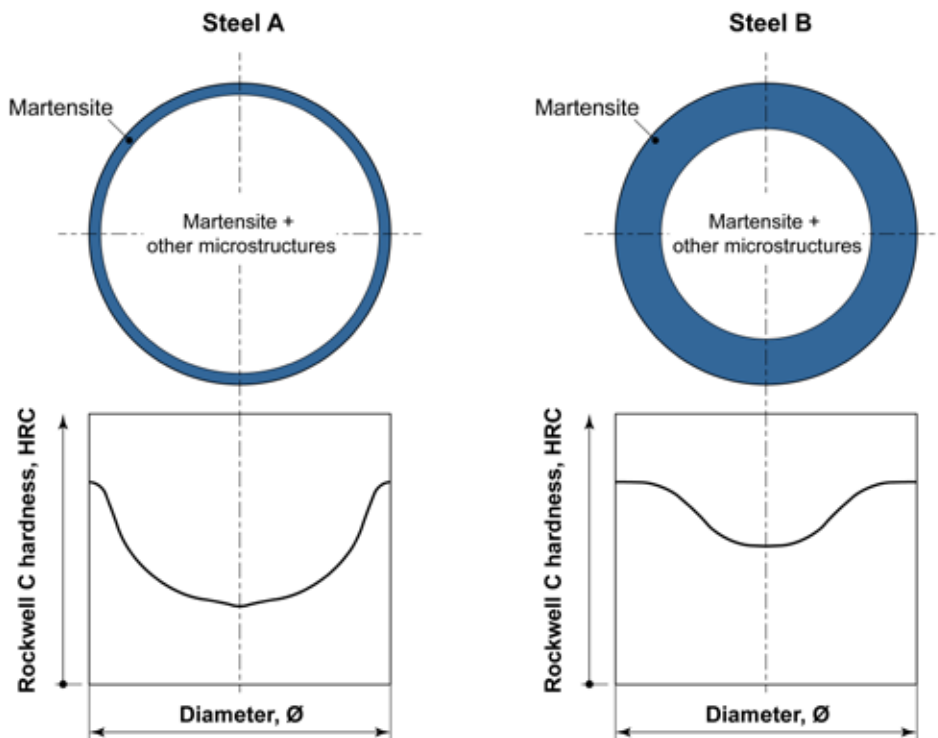 Steel A
Martensite
Martensite +
other microstructures
Rockwell C hardness, HRC
Diameter, Ø
Steel B
Martensite
Martensite +
other microstructures
Rockwell C hardness, HRC
Diameter, Ø